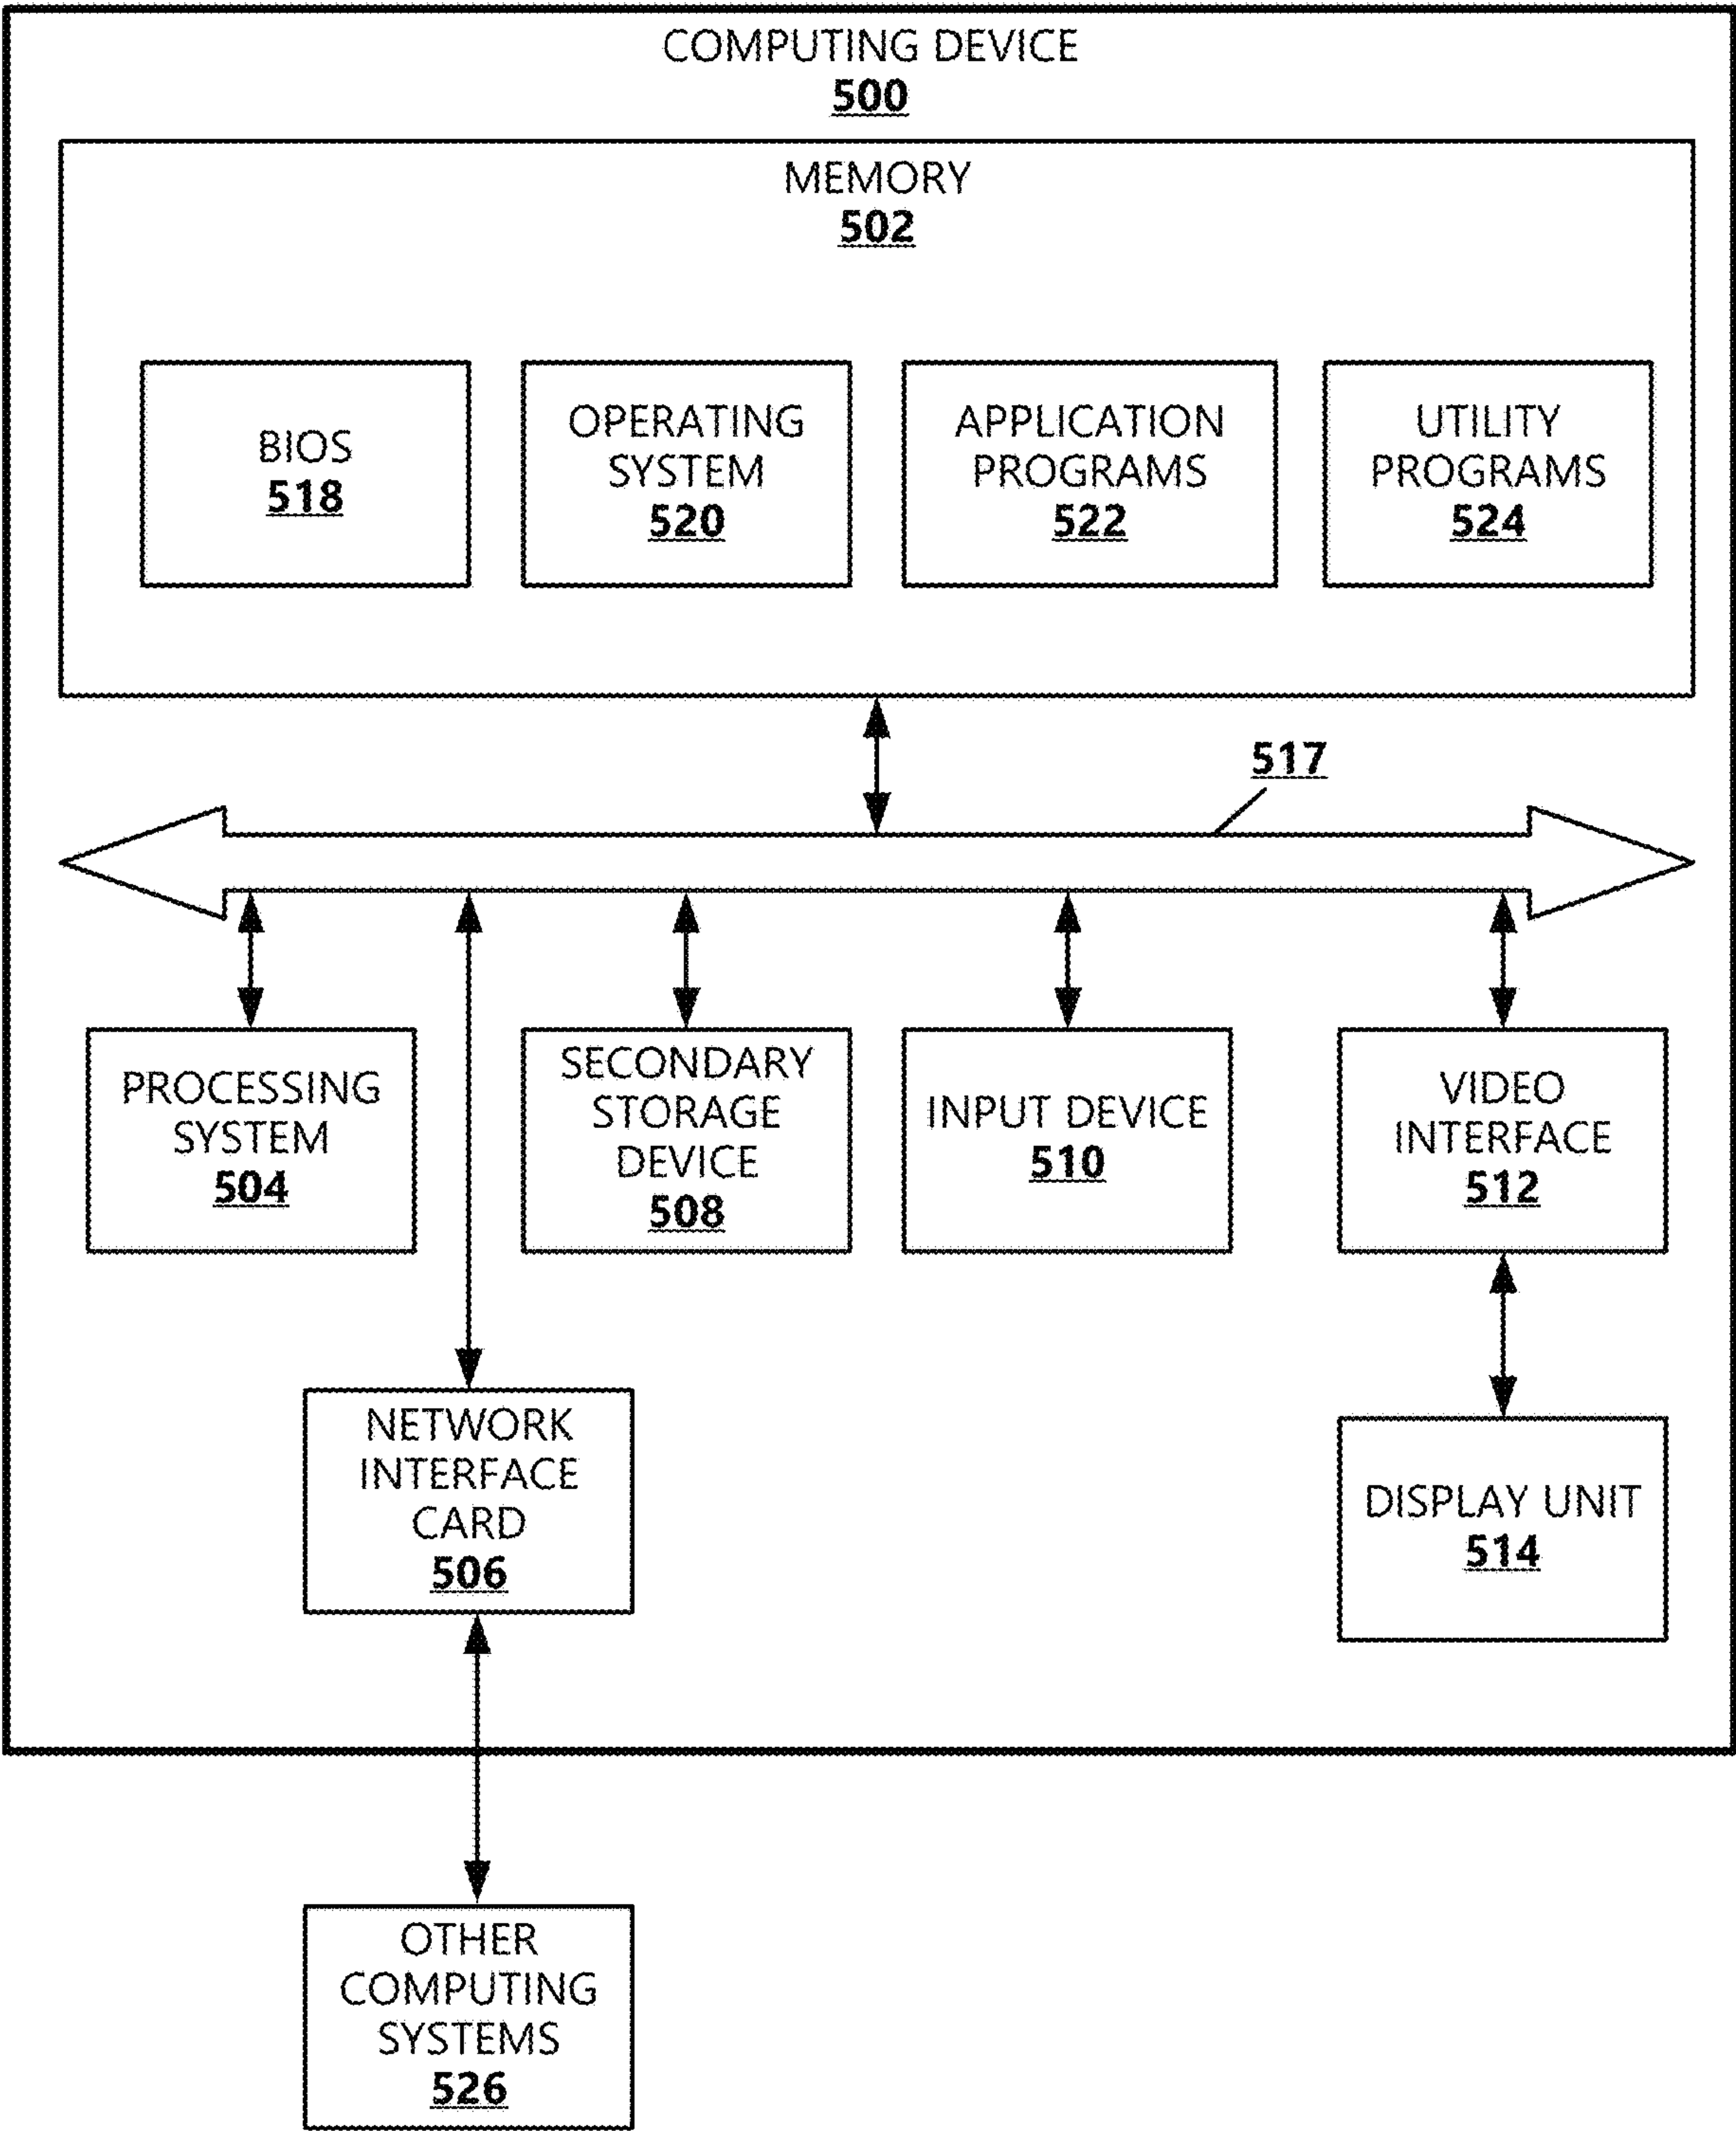 COMPUTING DEVICE
500
MEMORY
502
BIOS
518
OPERATING
SYSTEM
520
APPLICATION
PROGRAMS
522
UTILITY
PROGRAMS
524
517
PROCESSING
SYSTEM
504
SECONDARY
STORAGE
DEVICE
508
INPUT DEVICE
510
VIDEO
INTERFACE
512
NETWORK
INTERFACE
CARD
506
DISPLAY UNIT
514
OTHER
COMPUTING
SYSTEMS
526